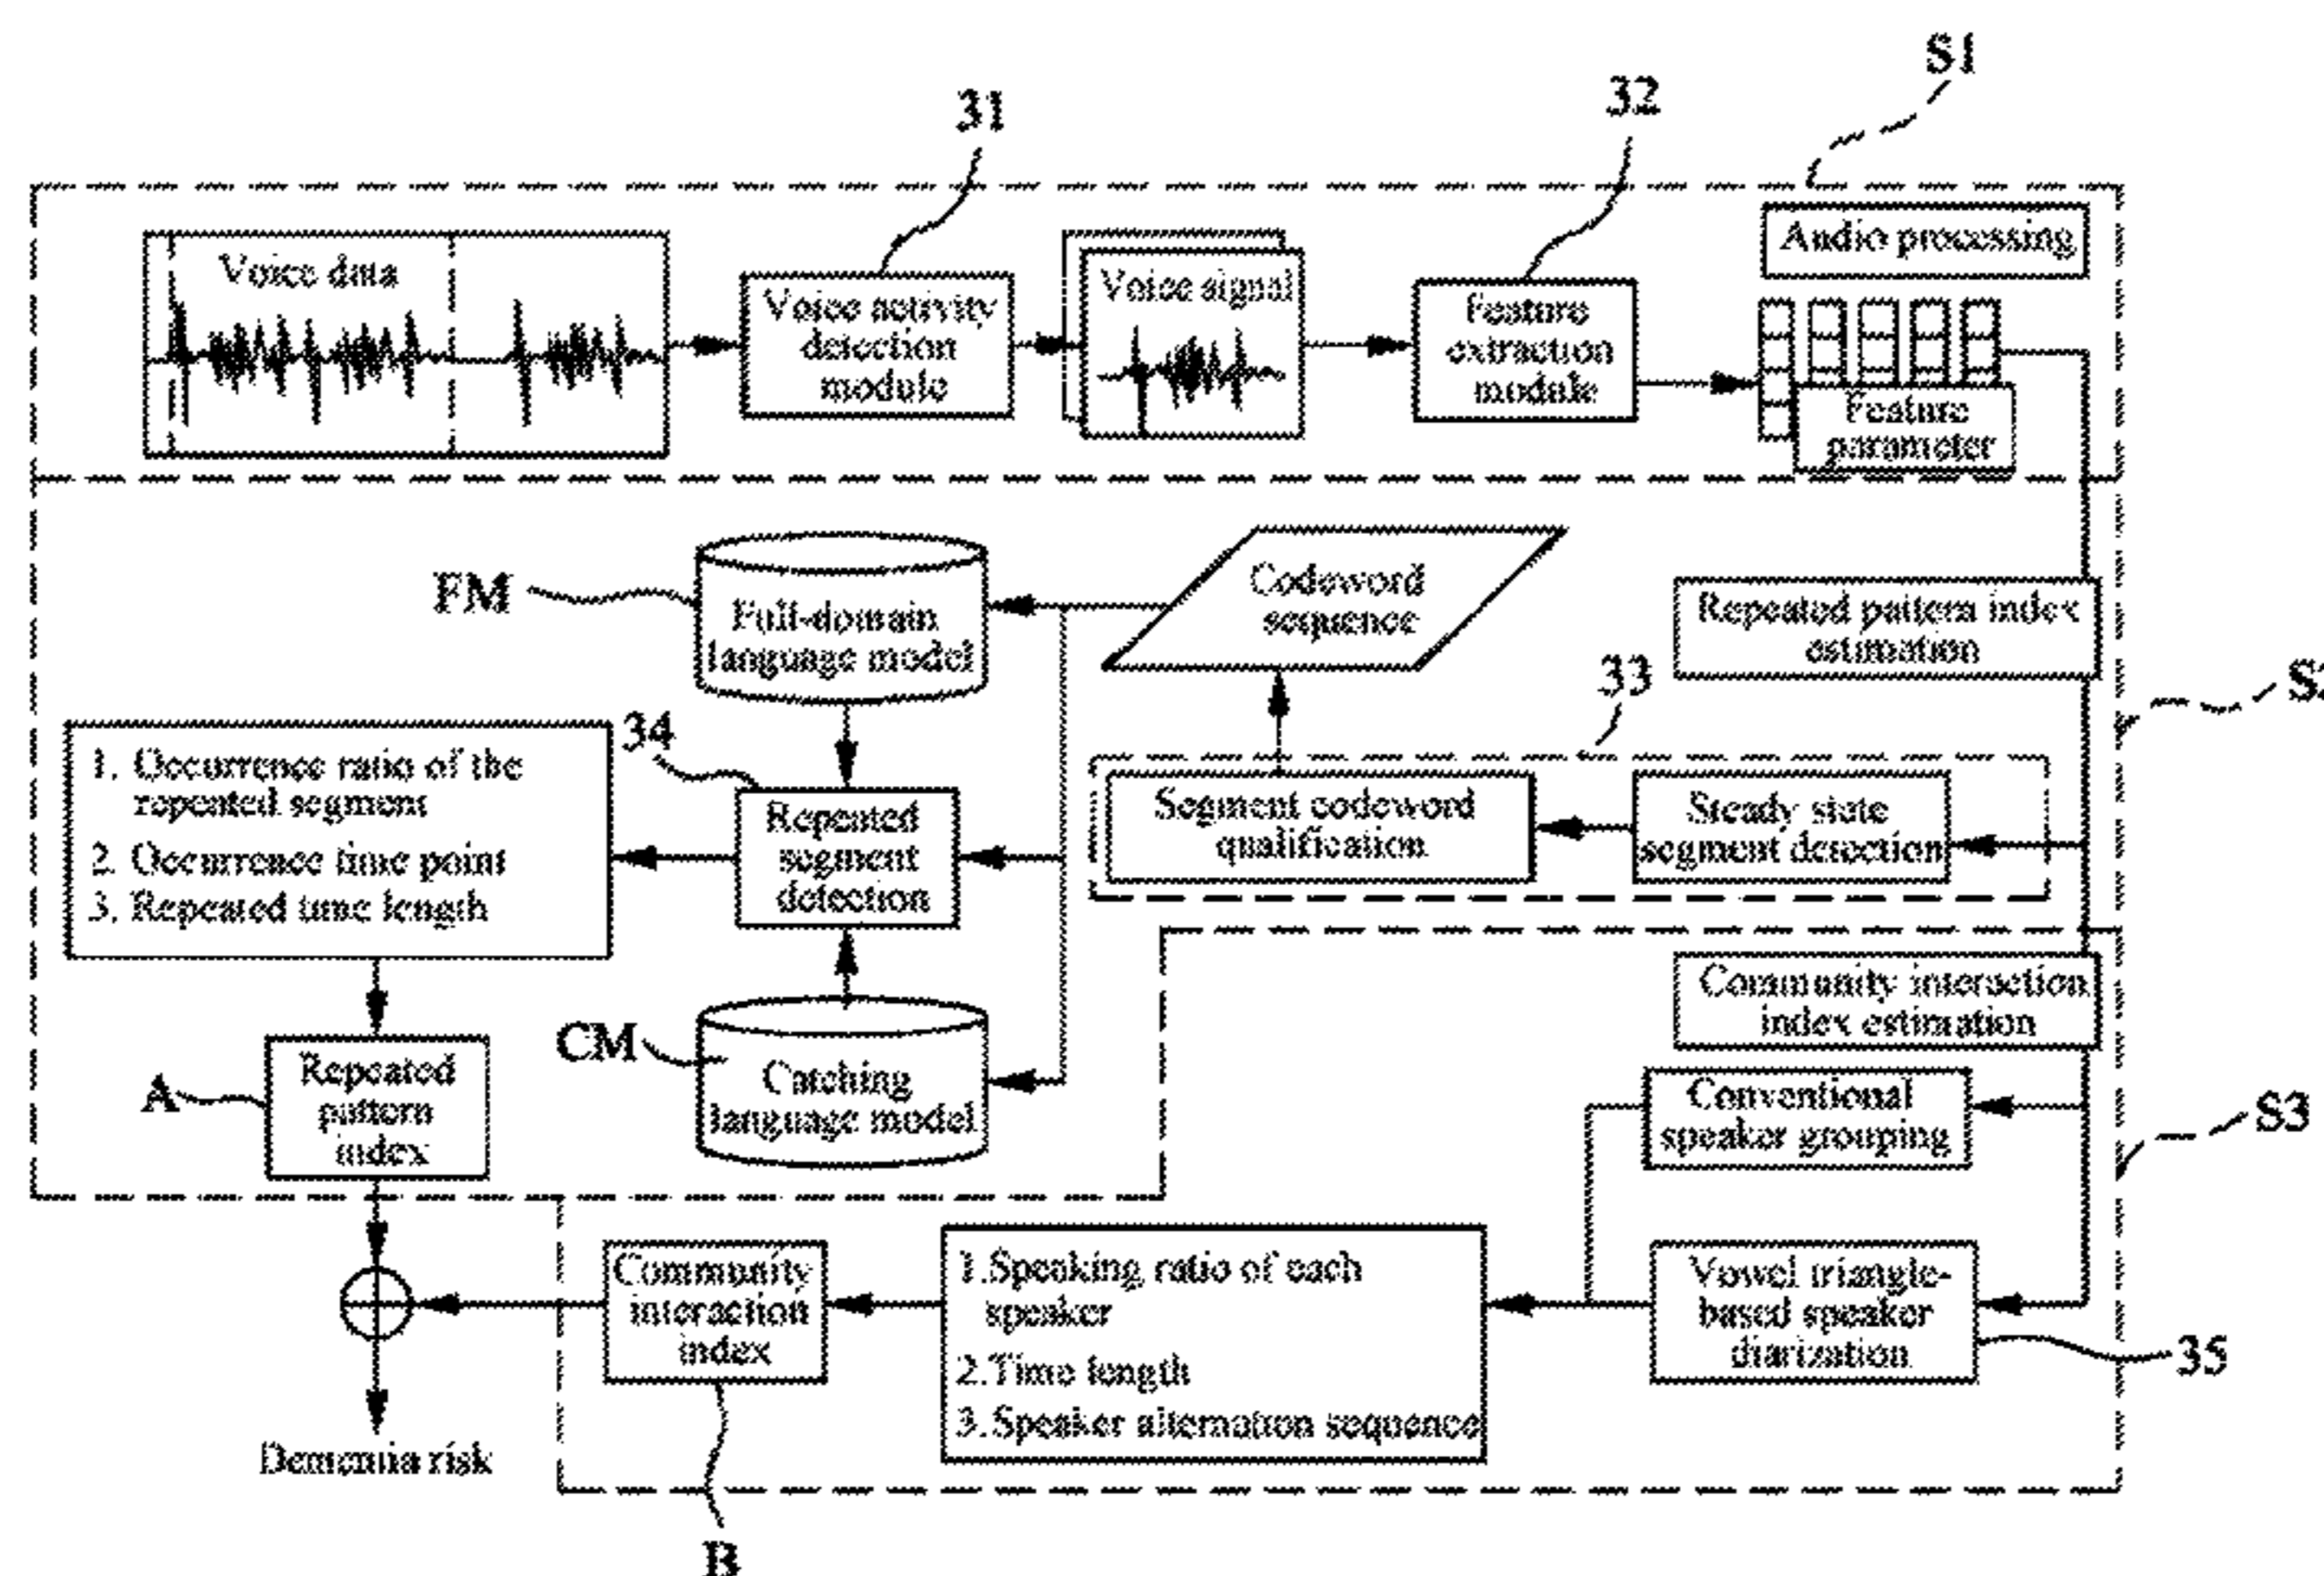 S1
31
32
Audio processing
Voice data
Voice activity
detection
module
Voice signal
Feature
extraction
module
Feature
parameter
FM
Full-domain
language model
Codeword
sequence
Repeated pattern index
estimation
33
34
1. Occurrence ratio of the
repeated segment
2. Occurrence time point
3. Repeated time length
Repeated
segment
detection
Segment codeword
qualification
Steady state
segment detection
CM
Catching
language model
Community interaction
index estimation
A
Repeated
pattern
index
Conventional
speaker grouping
S3
Community
interaction
index
1.Speaking ratio of each
speaker
2.Time length
3.Speaker alternation sequence
Vowel triangle-
based speaker
diarization
35
Dementia risk
B